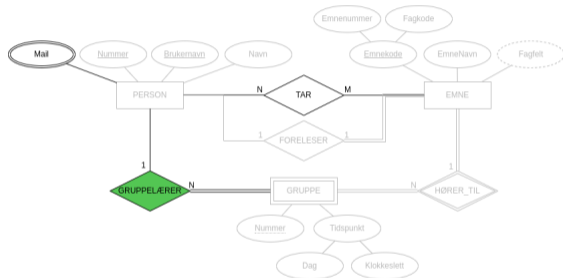 Emnenummer Fagkode
Mail Nummer Brukernavn Navn Emnekode EmneNavn Fagfelt
PERSON N TAR M EMNE
1 FORELESER 1
1 1
GRUPPELÆRER N GRUPPE N HØRER_TIL
Nummer Tidspunkt
Dag Klokkeslett